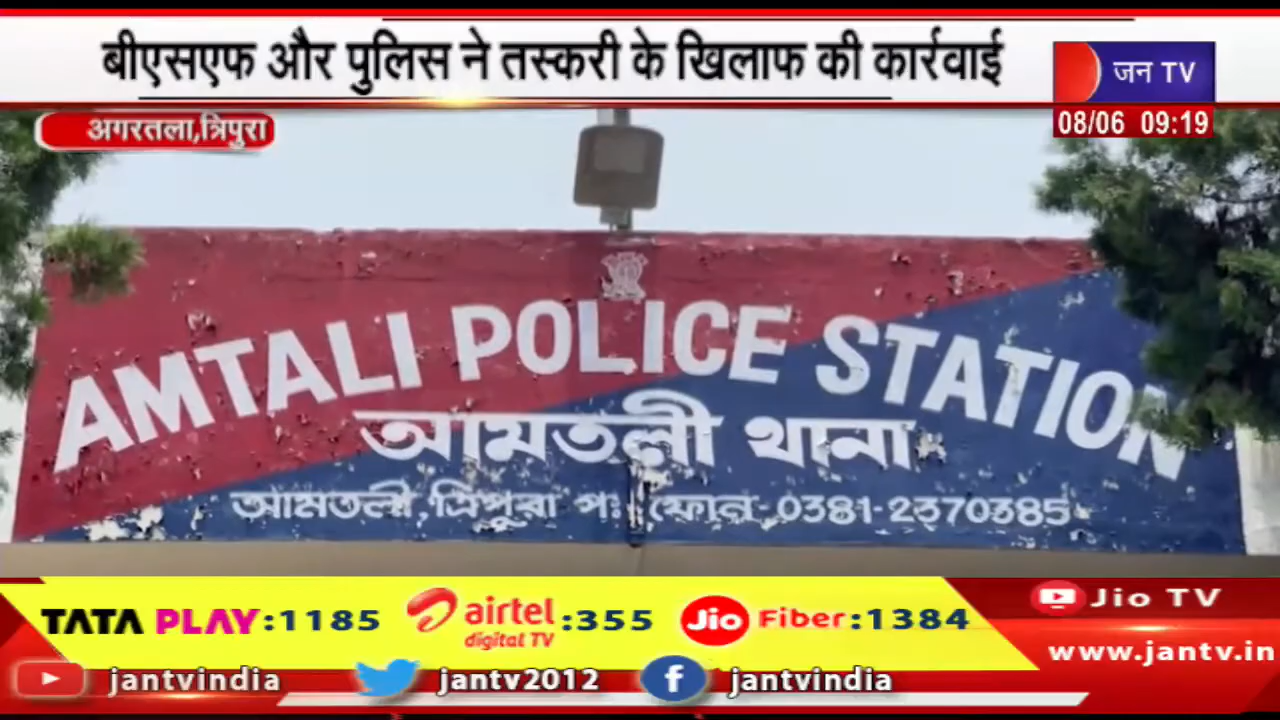 बीएसएफ और पुलिस ने तस्करी के खिलाफ की कार्रवाई
जन TV
अगरतला,त्रिपुरा
08/06 09:19
AMTALI POLICE STATION
আমতলী থানা
আমতলী,ত্রিপুরা পঃ ফোন-0381-2370385
TATA PLAY:1185 airtel digital TV :355 Jio Fiber:1384
Jio TV
www.jantv.in
jantvindia jantv2012 jantvindia